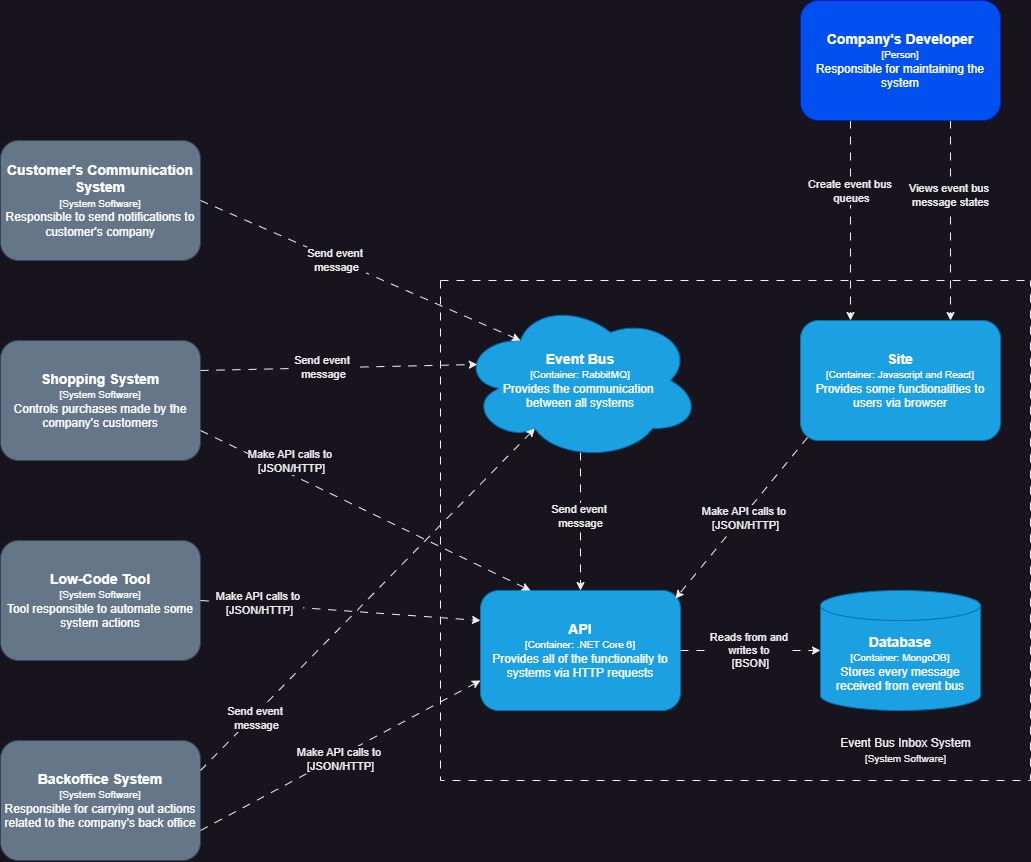 Company's Developer
[Person]
Responsible for maintaining the
system
Create event bus
queues
Views event bus
message states
Customer's Communication
System
[System Software]
Responsible to send notifications to
customer's company
Send event
message
Shopping System
[System Software]
Controls purchases made by the
company's customers
Send event
message
Make API calls to
[JSON/HTTP]
Event Bus
[Container: RabbitMQ]
Provides the communication
between all systems
Site
[Container: Javascript and React]
Provides some functionalities to
users via browser
Send event
message
Make API calls to
[JSON/HTTP]
Low-Code Tool
[System Software]
Tool responsible to automate some
system actions
Make API calls to
[JSON/HTTP]
API
[Container: .NET Core 6]
Provides all of the functionality to
systems via HTTP requests
Reads from and
writes to
[BSON]
Database
[Container: MongoDB]
Stores every message
received from event bus
Send event
message
Make API calls to
[JSON/HTTP]
Backoffice System
[System Software]
Responsible for carrying out actions
related to the company's back office
Event Bus Inbox System
[System Software]